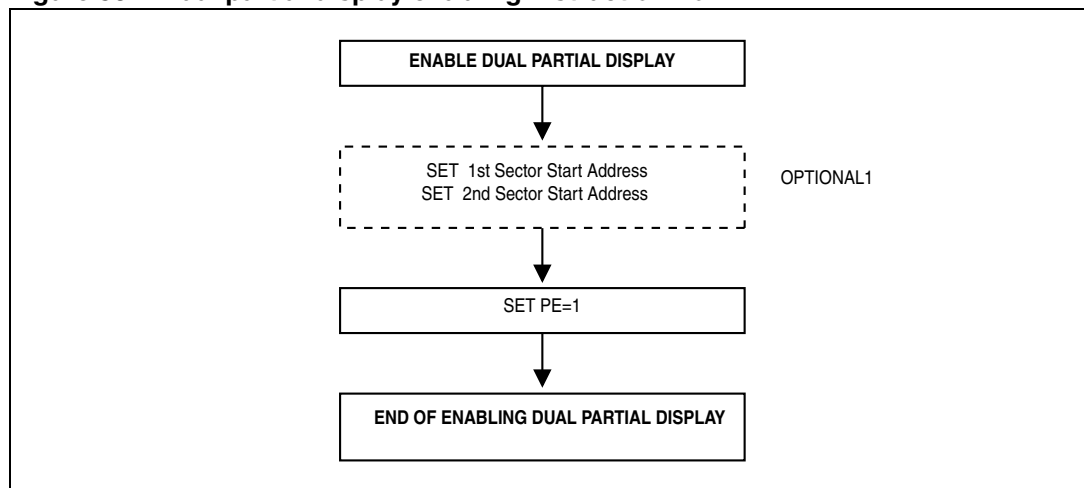 ENABLE DUAL PARTIAL DISPLAY
SET 1st Sector Start Address
SET 2nd Sector Start Address
OPTIONAL1
SET PE=1
END OF ENABLING DUAL PARTIAL DISPLAY